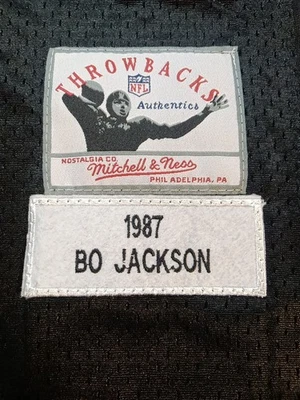 THROWBACKS
NFL
Authentics
NOSTALGIA CO.
Mitchell & Ness
PHILADELPHIA, PA
1987
BO JACKSON